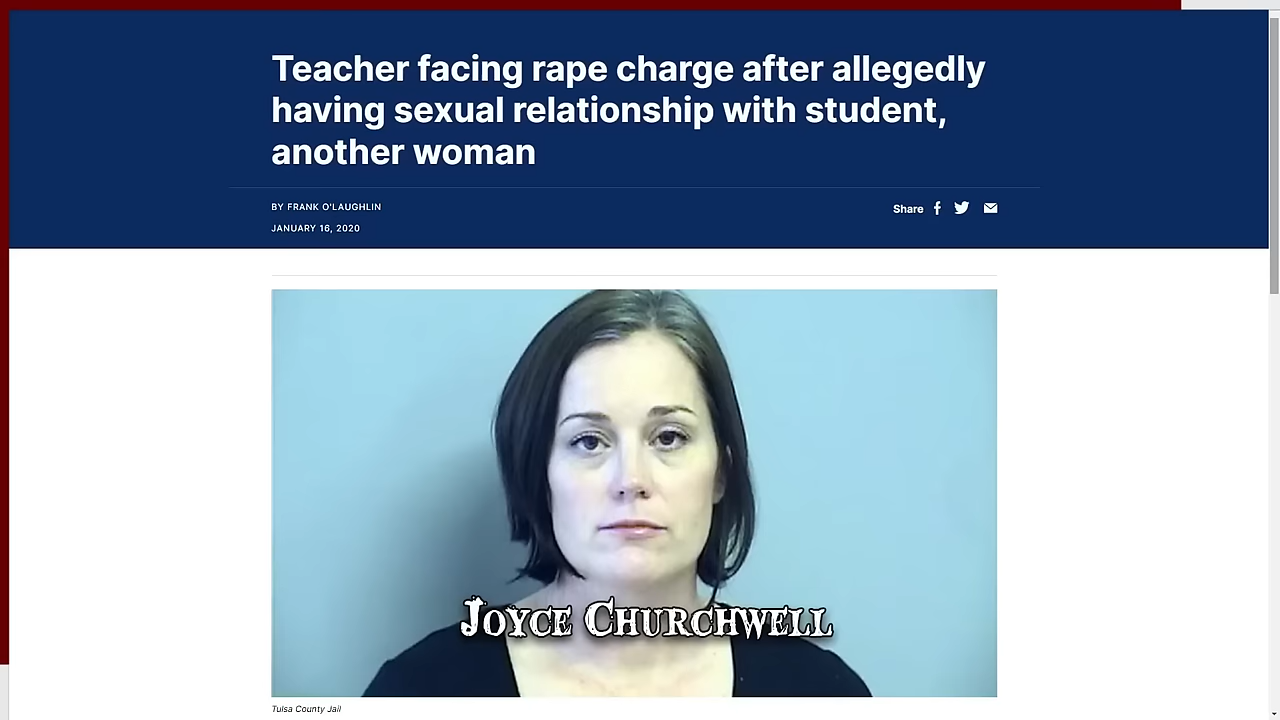 Teacher facing rape charge after allegedly
having sexual relationship with student,
another woman
BY FRANK O'LAUGHLIN
Share
JANUARY 16, 2020
JOYCE CHURCHWELL
Tulsa County Jail